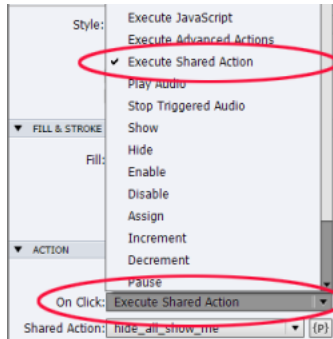 Style:
Execute JavaScript
Execute Advanced Actions
✔ Execute Shared Action
Play Audio
Stop Triggered Audio
Show
Hide
Enable
Disable
Assign
Increment
Decrement
Pause
▼ FILL & STROKE
Fill:
▼ ACTION
On Click: Execute Shared Action
Shared Action: hide_all_show_me {P}